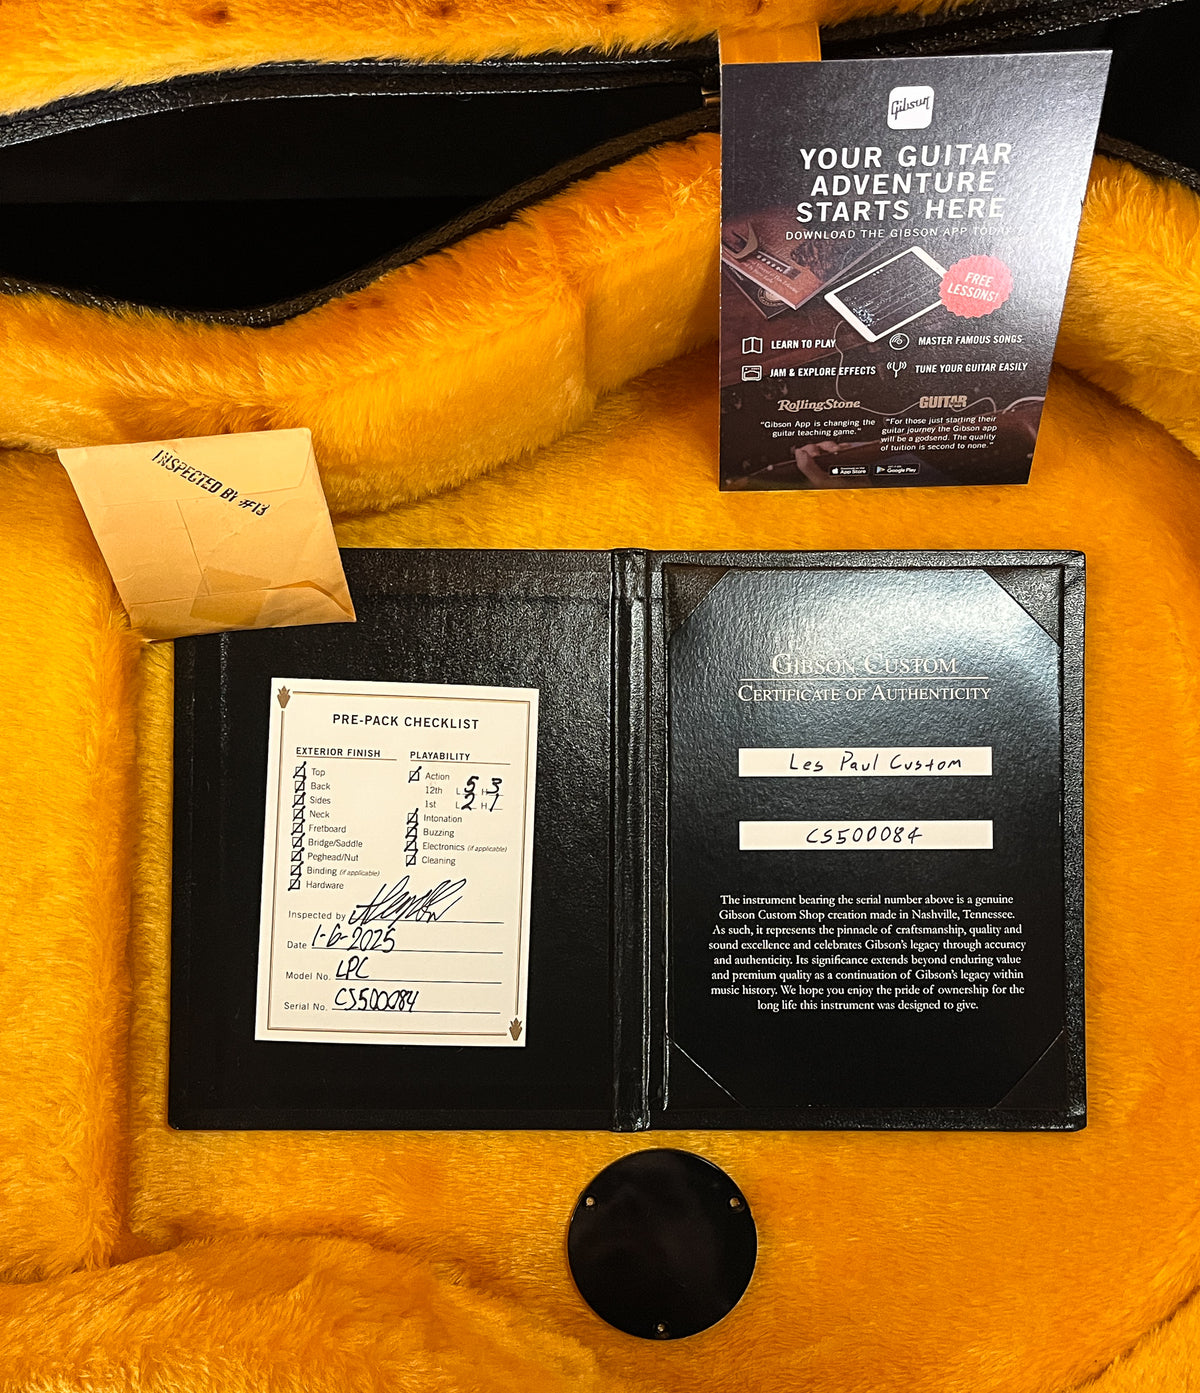 Gibson
YOUR GUITAR
ADVENTURE
STARTS HERE
DOWNLOAD THE GIBSON APP TODAY
FREE
LESSONS!
LEARN TO PLAY
MASTER FAMOUS SONGS
JAM & EXPLORE EFFECTS
TUNE YOUR GUITAR EASILY
RollingStone
"Gibson App is changing the
guitar teaching game."
GUITAR
"For those just starting their
guitar journey the Gibson app
will be a godsend. The quality
of tuition is second to none."
App Store
Google Play
INSPECTED BY #13
PRE-PACK CHECKLIST
EXTERIOR FINISH
Top
Back
Sides
Neck
Fretboard
Bridge/Saddle
Peghead/Nut
Binding (if applicable)
Hardware
PLAYABILITY
Action
12th L 5 H 3
1st L 2 H 1
Intonation
Buzzing
Electronics (if applicable)
Cleaning
Inspected by
Date 1-6-2025
Model No. LPC
Serial No. CS500084
GIBSON CUSTOM
CERTIFICATE OF AUTHENTICITY
Les Paul Custom
CS500084
The instrument bearing the serial number above is a genuine
Gibson Custom Shop creation made in Nashville, Tennessee.
As such, it represents the pinnacle of craftsmanship, quality and
sound excellence and celebrates Gibson's legacy through accuracy
and authenticity. Its significance extends beyond enduring value
and premium quality as a continuation of Gibson's legacy within
music history. We hope you enjoy the pride of ownership for the
long life this instrument was designed to give.